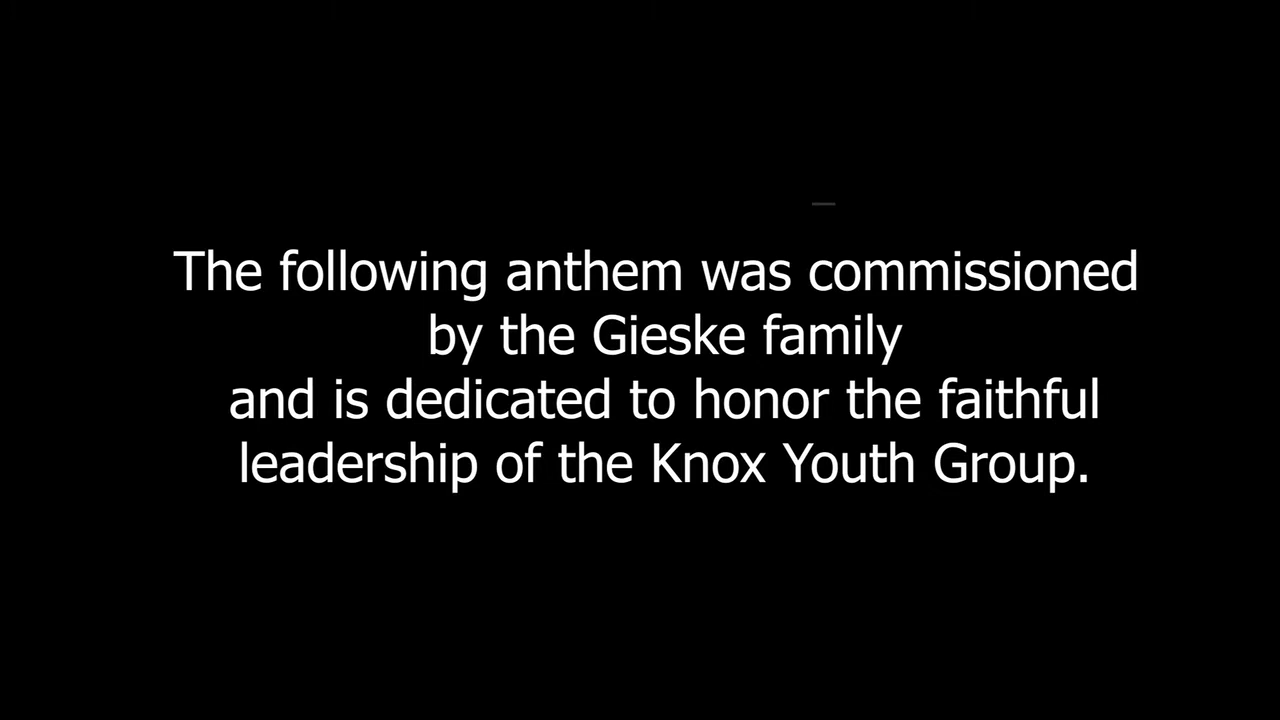 The following anthem was commissioned
by the Gieske family
and is dedicated to honor the faithful
leadership of the Knox Youth Group.